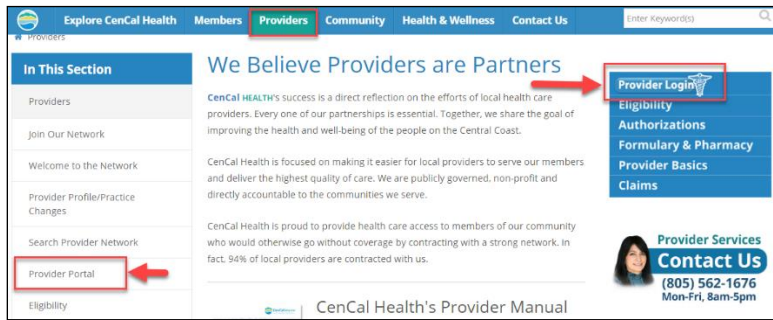 Explore CenCal Health Members Providers Community Health & Wellness Contact Us
Enter Keyword(s)
Providers
In This Section
Providers
Join Our Network
Welcome to the Network
Provider Profile/Practice
Changes
Search Provider Network
Provider Portal
Eligibility
We Believe Providers are Partners
CenCal HEALTH's success is a direct reflection on the efforts of local health care
providers. Every one of our partnerships is essential. Together, we share the goal of
improving the health and well-being of the people on the Central Coast.
CenCal Health is focused on making it easier for local providers to serve our members
and deliver the highest quality of care. We are publicly governed, non-profit and
directly accountable to the communities we serve.
CenCal Health is proud to provide health care access to members of our community
who would otherwise go without coverage by contracting with a strong network. In
fact, 94% of local providers are contracted with us.
CenCal Health's Provider Manual
Provider Login
Eligibility
Authorizations
Formulary & Pharmacy
Provider Basics
Claims
Provider Services
Contact Us
(805) 562-1676
Mon-Fri, 8am-5pm